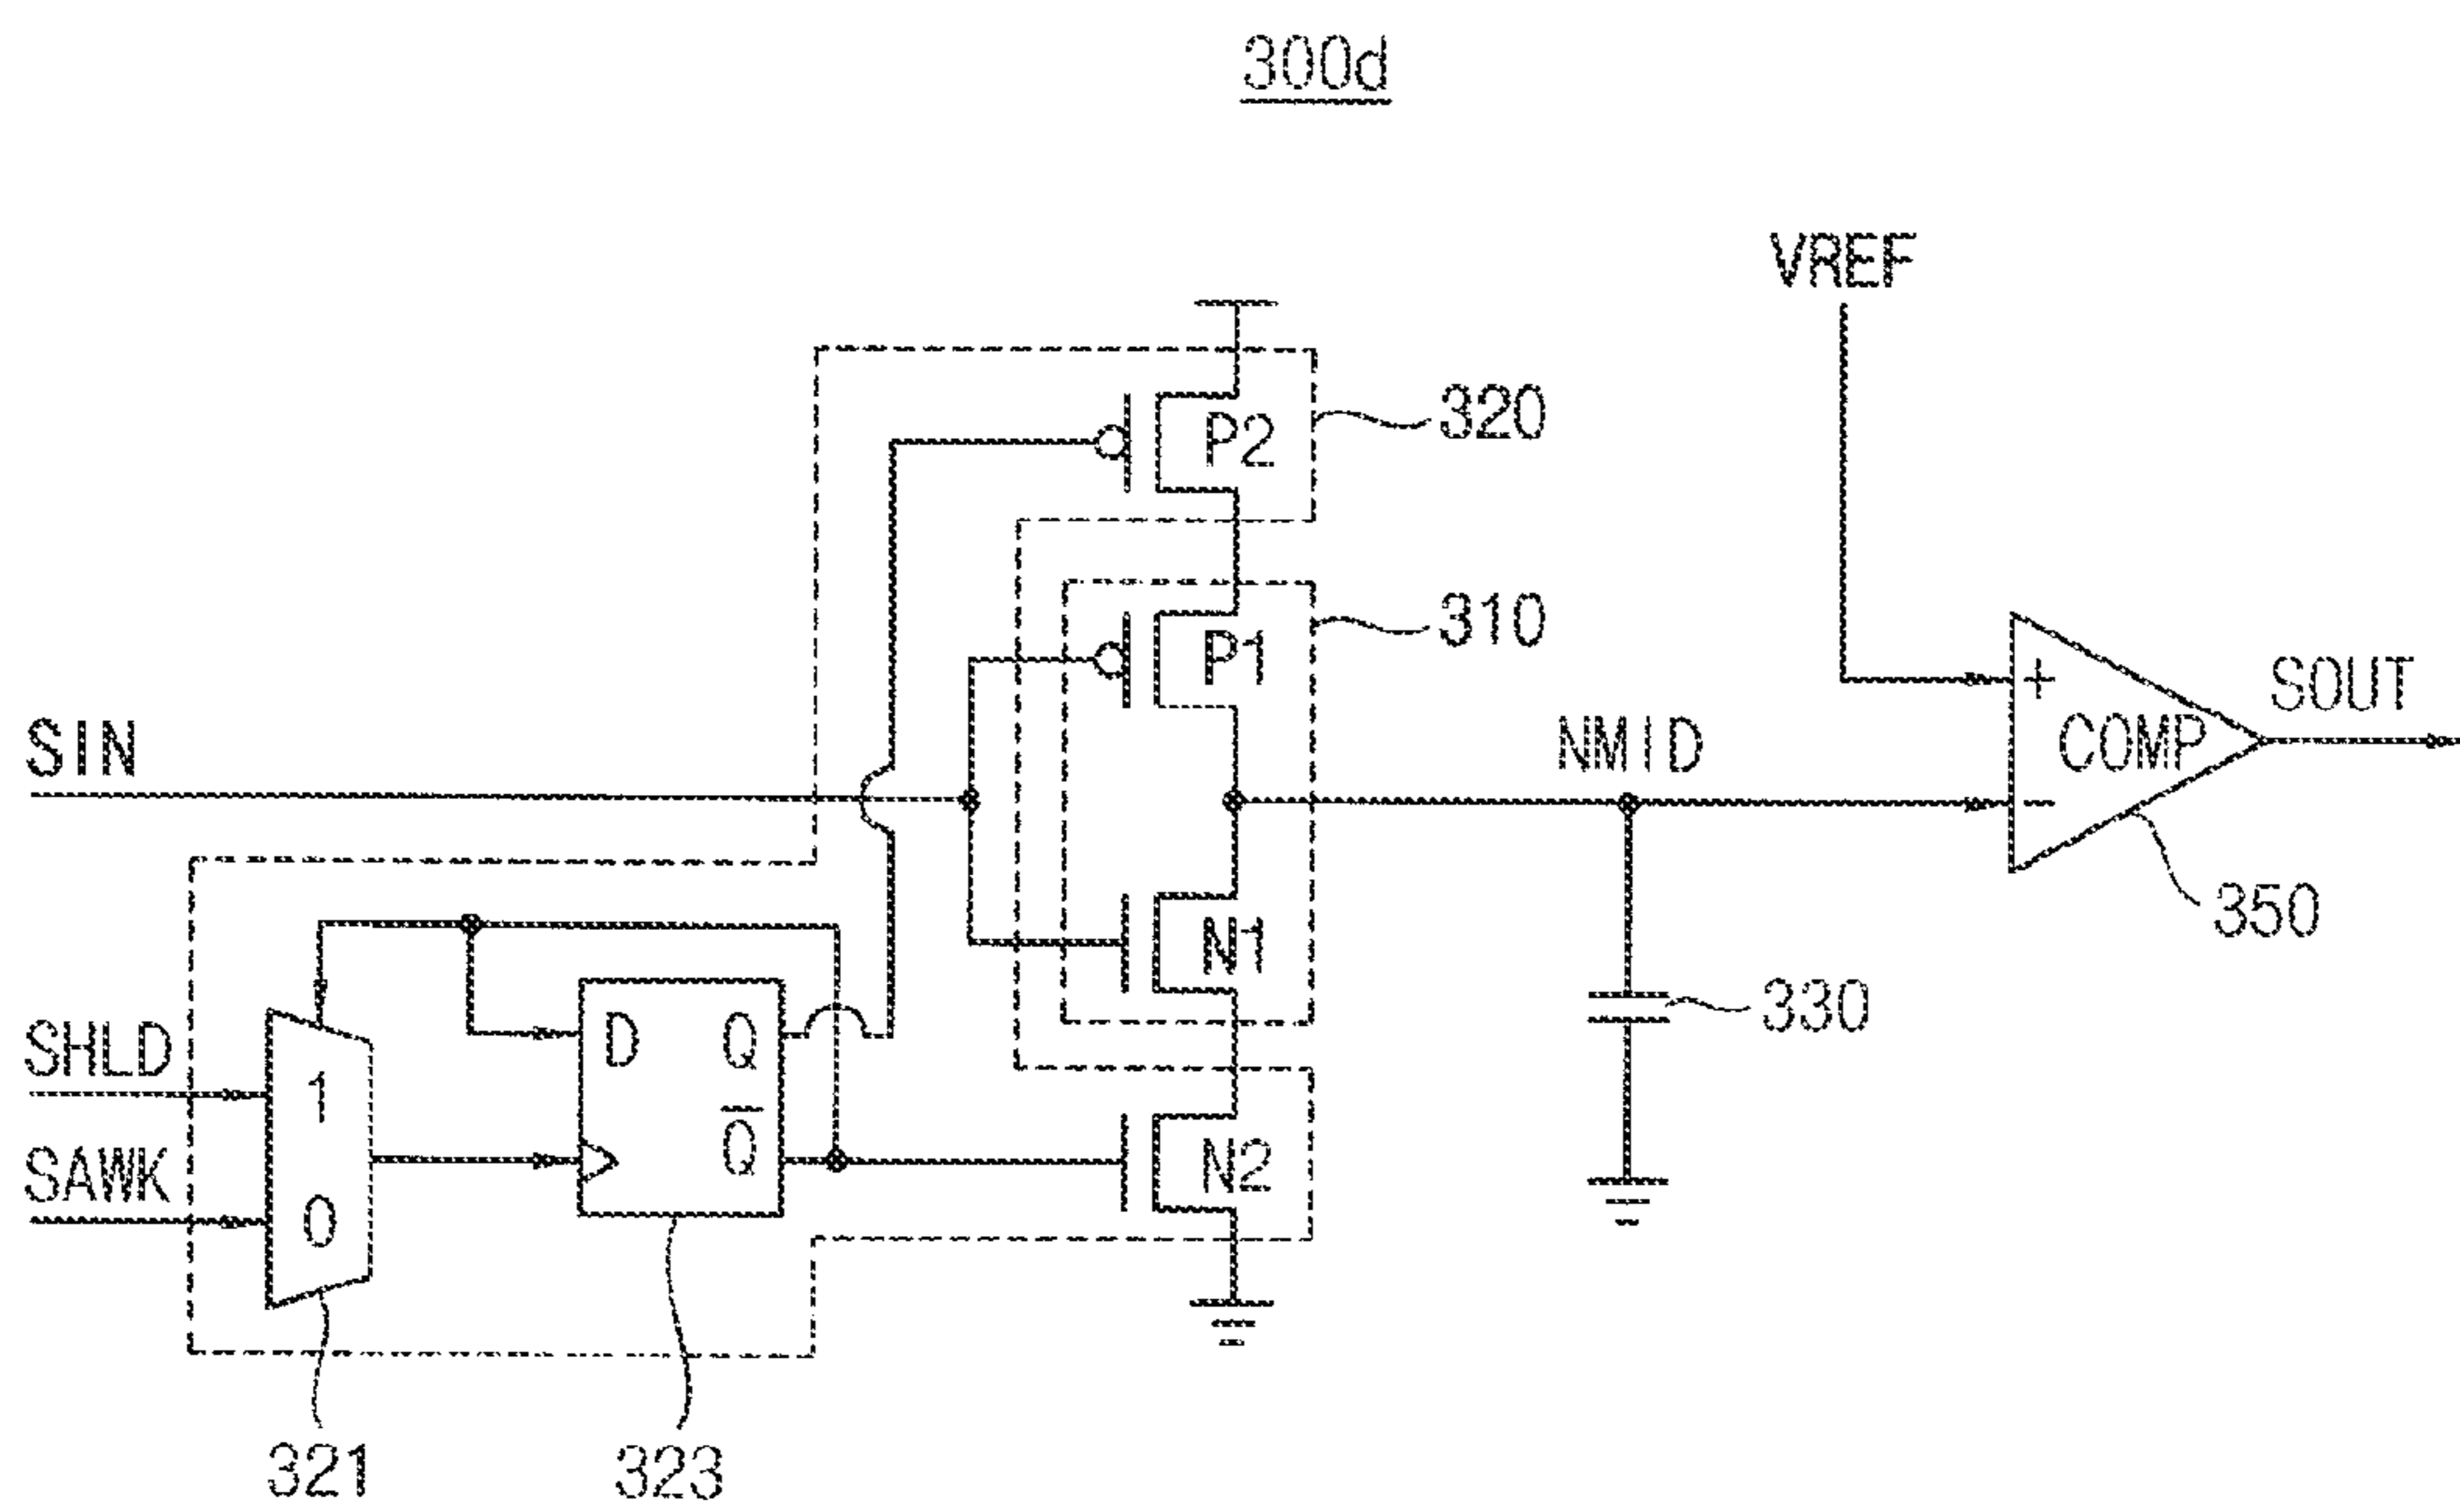 300d
VREF
P2
320
P1
310
+
COMP
−
SOUT
SIN
NMID
N1
350
330
SHLD
SAWK
1
0
D
Q
Q̅
N2
321
323